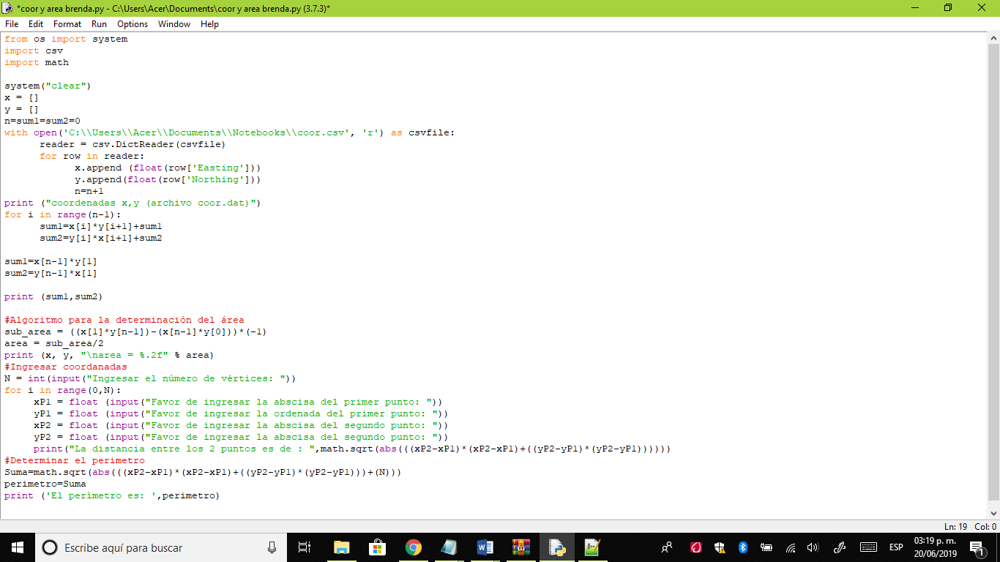 *coor y area brenda.py - C:\Users\Acer\Documents\coor y area brenda.py (3.7.3)*
File Edit Format Run Options Window Help
from os import system
import csv
import math
system("clear")
x = []
y = []
n=sum1=sum2=0
with open('C:\\Users\\Acer\\Documents\\Notebooks\\coor.csv', 'r') as csvfile:
      reader = csv.DictReader(csvfile)
      for row in reader:
            x.append (float(row['Easting']))
            y.append(float(row['Northing']))
            n=n+1
print ("coordenadas x,y (archivo coor.dat)")
for i in range(n-1):
      sum1=x[i]*y[i+1]+sum1
      sum2=y[i]*x[i+1]+sum2
sum1=x[n-1]*y[1]
sum2=y[n-1]*x[1]
print (sum1,sum2)
#Algoritmo para la determinación del área
sub_area = ((x[1]*y[n-1])-(x[n-1]*y[0]))*(-1)
area = sub_area/2
print (x, y, "\narea = %.2f" % area)
#Ingresar coordanadas
N = int(input("Ingresar el número de vértices: "))
for i in range(0,N):
     xP1 = float (input("Favor de ingresar la abscisa del primer punto: "))
     yP1 = float (input("Favor de ingresar la ordenada del primer punto: "))
     xP2 = float (input("Favor de ingresar la abscisa del segundo punto: "))
     yP2 = float (input("Favor de ingresar la abscisa del segundo punto: "))
     print("La distancia entre los 2 puntos es de : ",math.sqrt(abs(((xP2-xP1)*(xP2-xP1)+((yP2-yP1)*(yP2-yP1))))))
#Determinar el perimetro
Suma=math.sqrt(abs(((xP2-xP1)*(xP2-xP1)+((yP2-yP1)*(yP2-yP1)))+(N)))
perimetro=Suma
print ('El perímetro es: ',perimetro)
Ln: 19 Col: 0
Escribe aquí para buscar
ESP
03:19 p. m.
20/06/2019
1